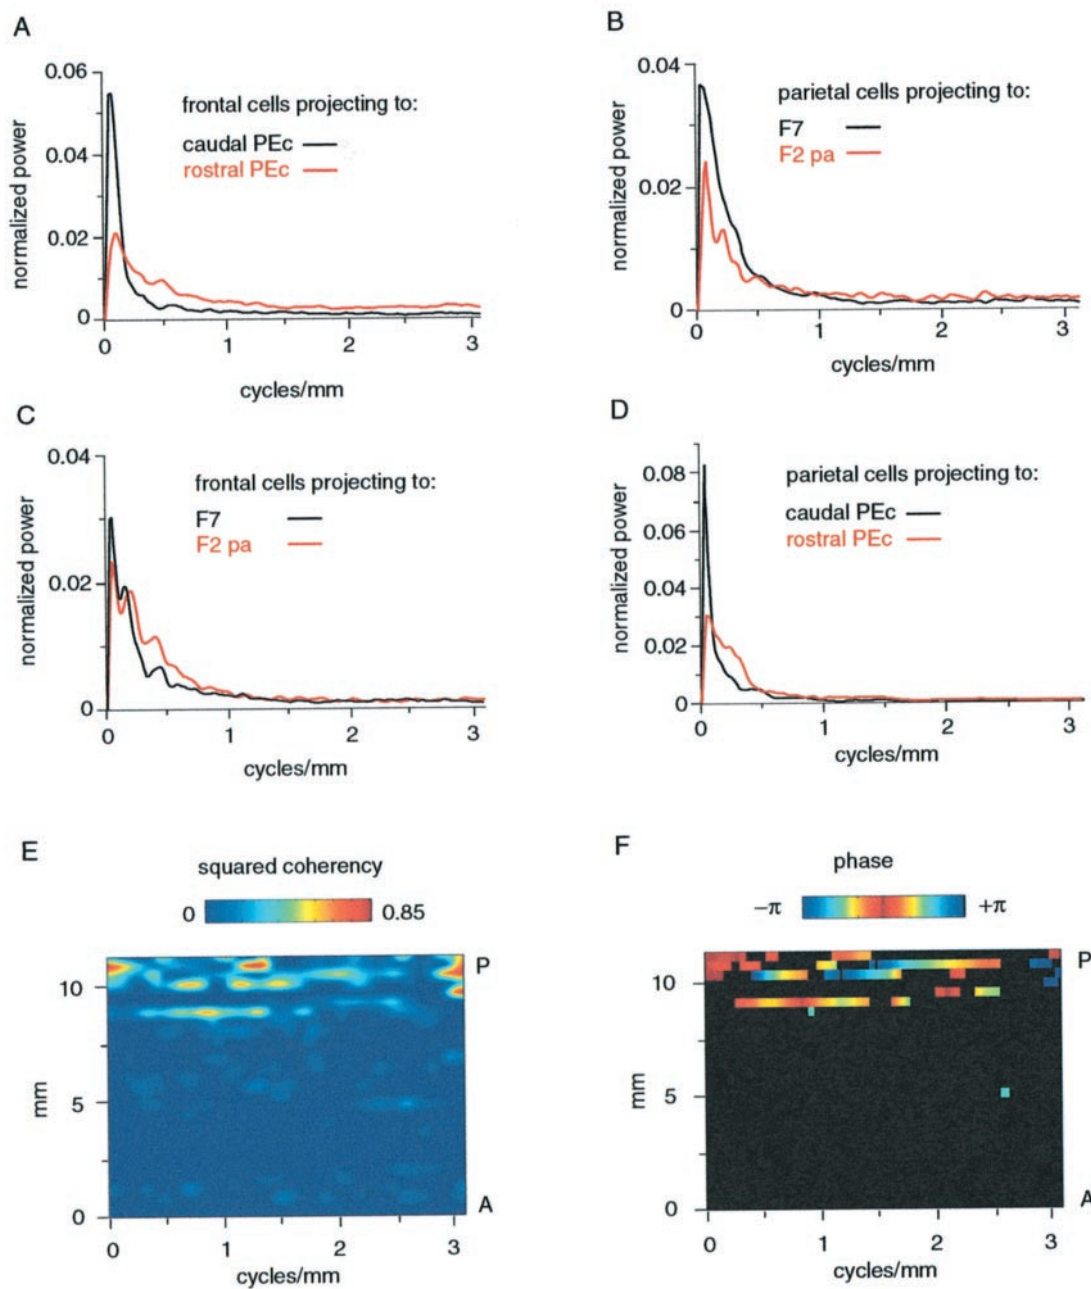 A
normalized power
0.06
0.04
0.02
0
frontal cells projecting to:
caudal PEc
rostral PEc
0 1 2 3
cycles/mm
B
normalized power
0.04
0.02
0
parietal cells projecting to:
F7
F2 pa
0 1 2 3
cycles/mm
C
normalized power
0.04
0.02
0
frontal cells projecting to:
F7
F2 pa
0 1 2 3
cycles/mm
D
normalized power
0.08
0.06
0.04
0.02
0
parietal cells projecting to:
caudal PEc
rostral PEc
0 1 2 3
cycles/mm
E
squared coherency
0 0.85
P
10
5
0
mm
A
0 1 2 3
cycles/mm
F
phase
−π +π
P
10
5
0
mm
A
0 1 2 3
cycles/mm